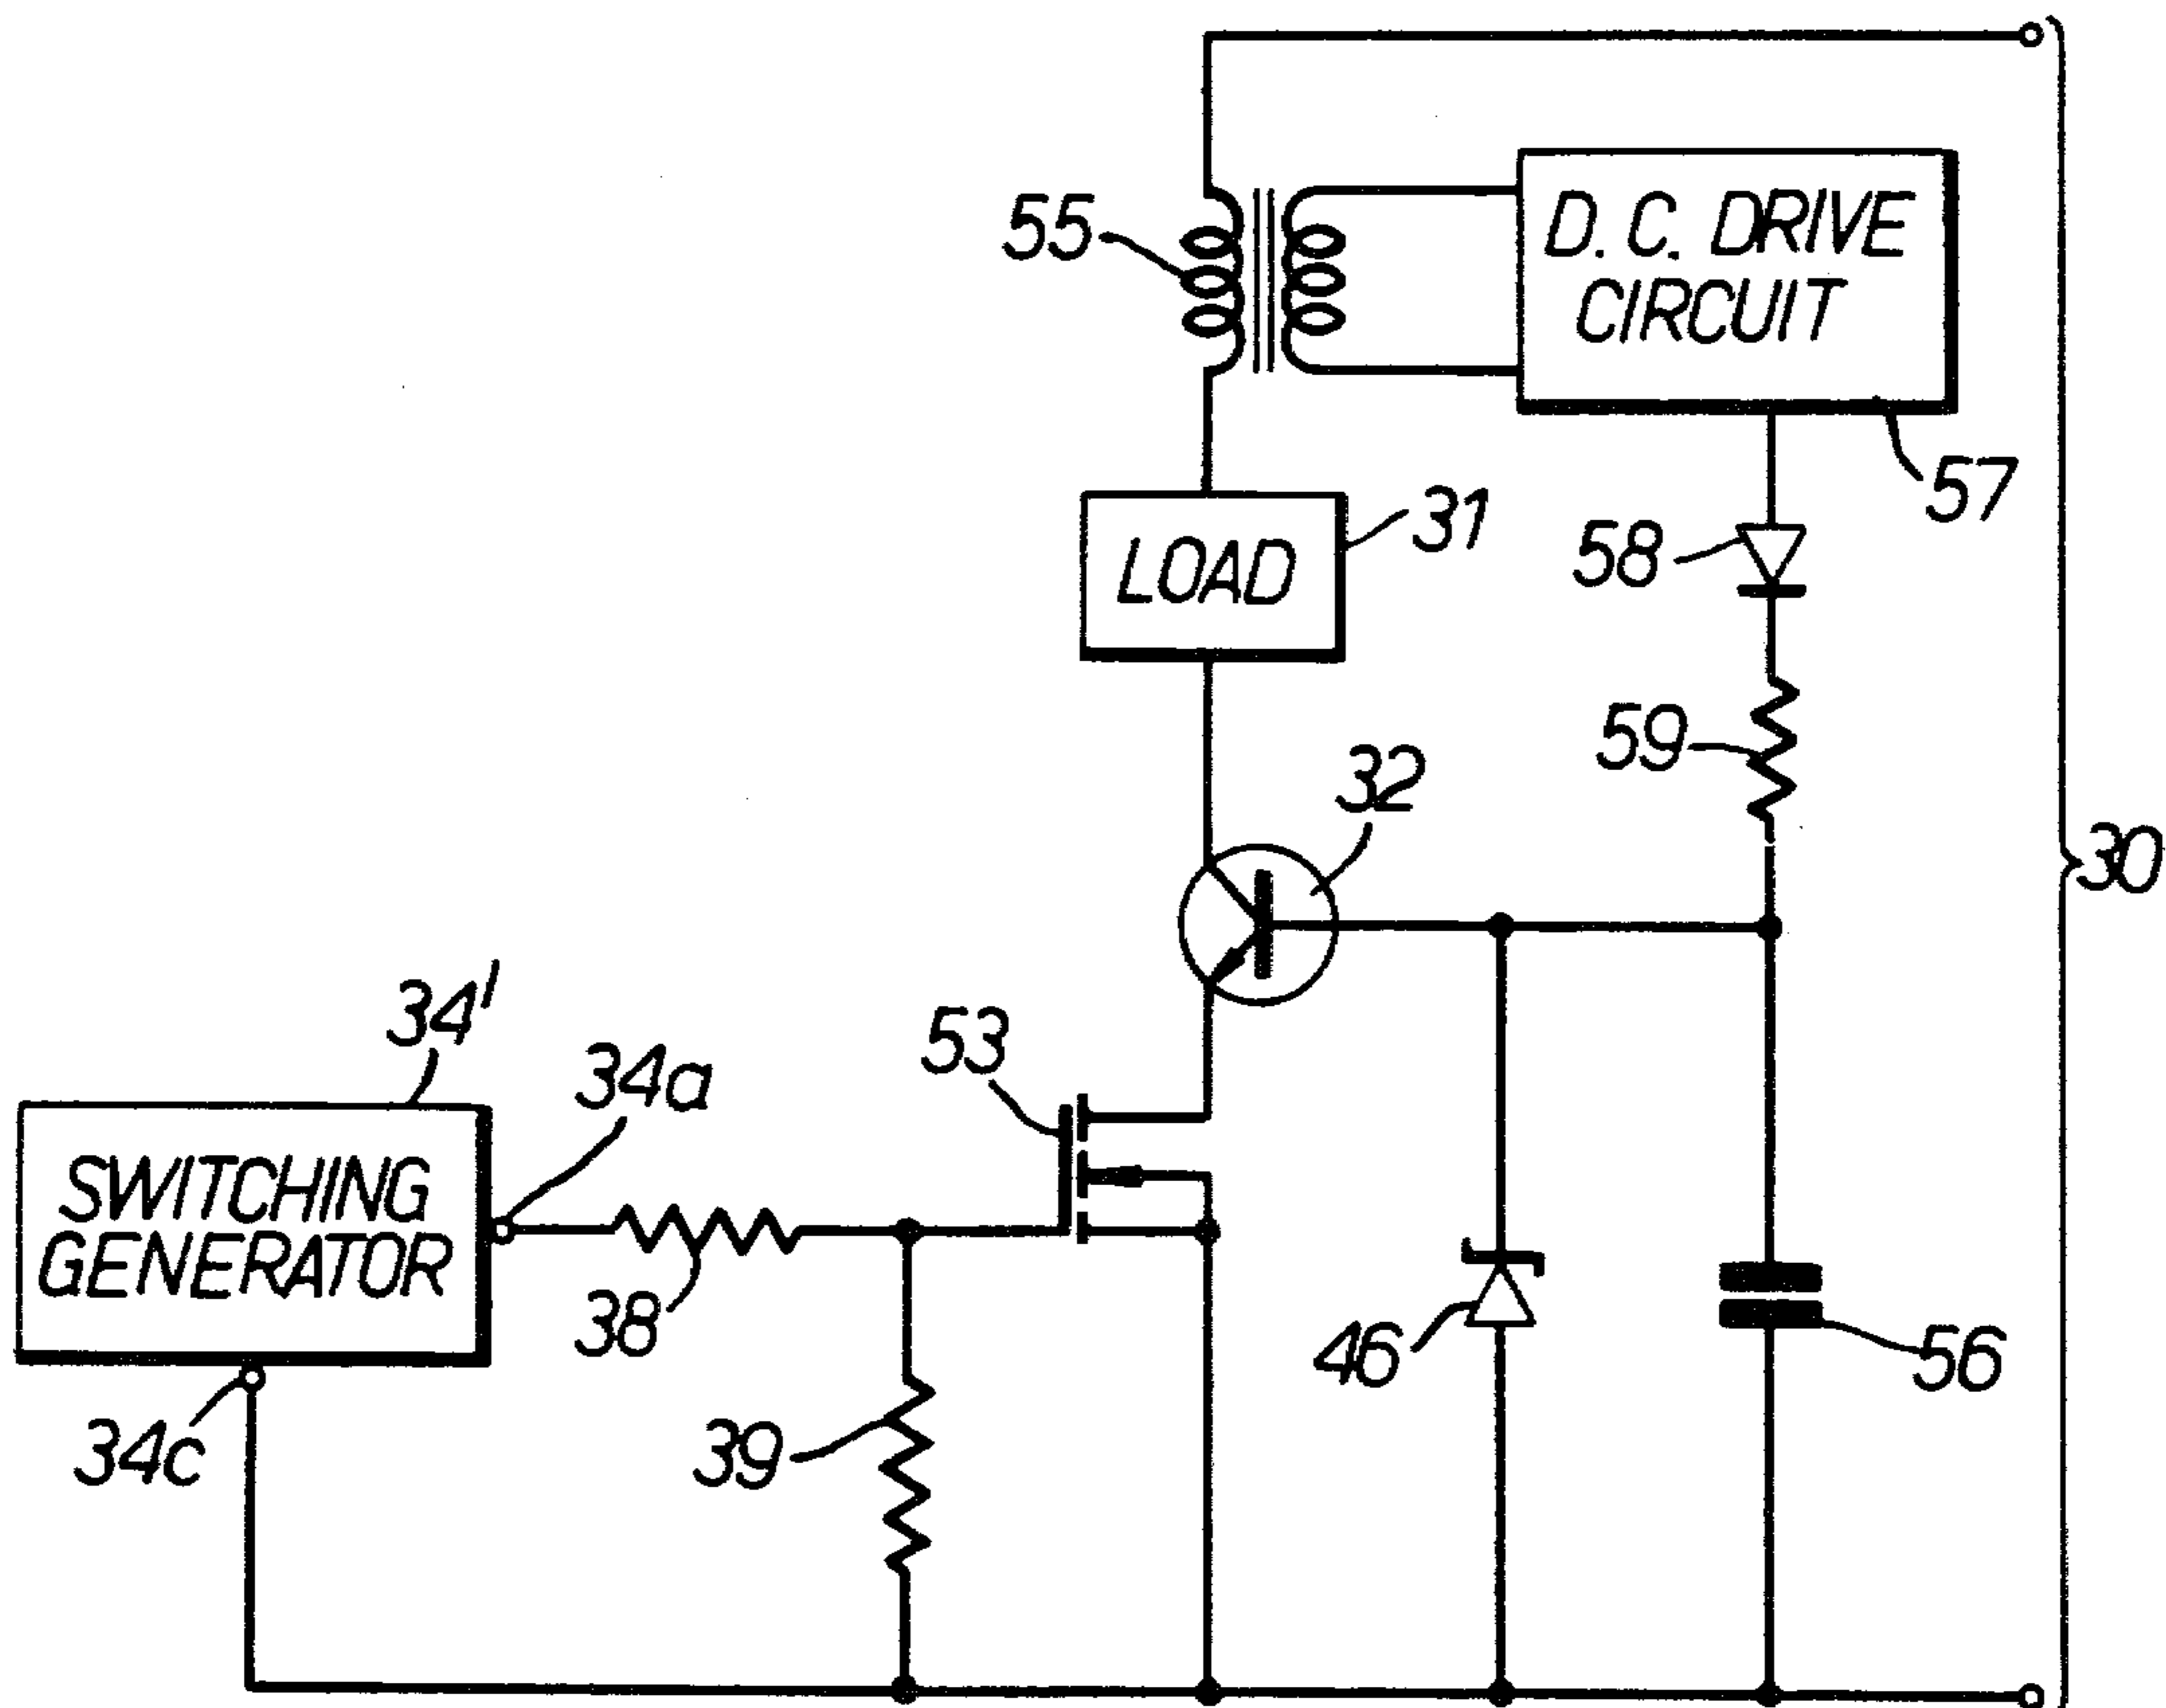 55
D. C. DRIVE
CIRCUIT
57
31
LOAD
58
59
32
30
34'
34a
53
SWITCHING
GENERATOR
38
46
56
34c
39